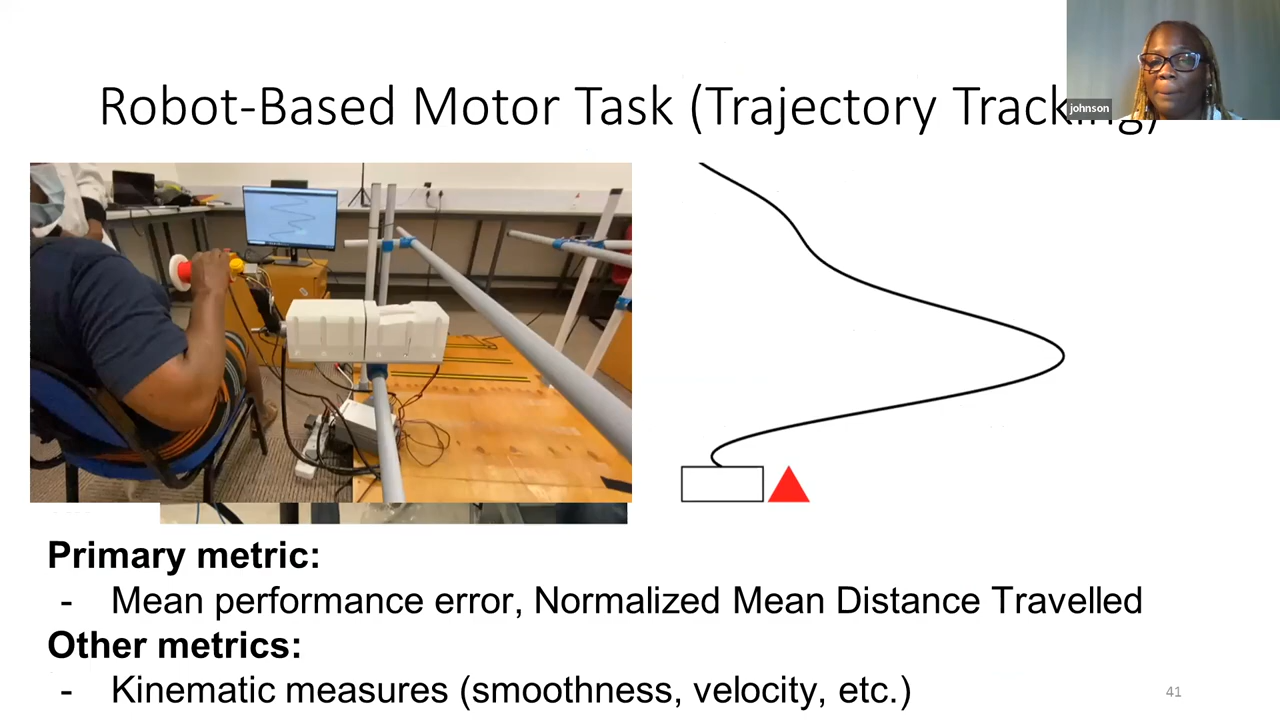 Robot-Based Motor Task (Trajectory Tracking)
johnson
Primary metric:
- Mean performance error, Normalized Mean Distance Travelled
Other metrics:
- Kinematic measures (smoothness, velocity, etc.)
41